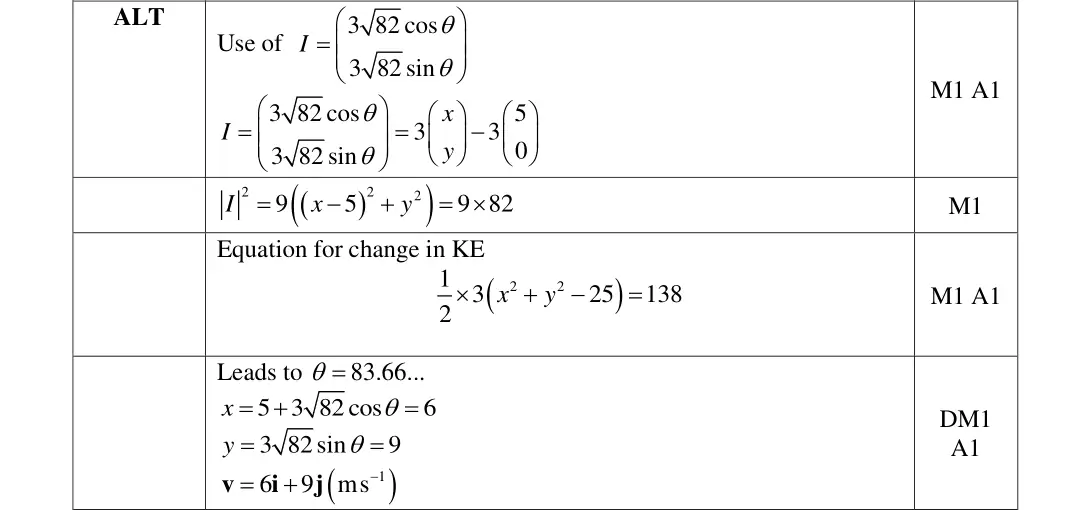 ALT
Use of I = (3√82 cos θ
3√82 sin θ)
M1 A1
I = (3√82 cos θ
3√82 sin θ) = 3(x
y) − 3(5
0)
|I|² = 9((x − 5)² + y²) = 9 × 82 M1
Equation for change in KE
1/2 × 3(x² + y² − 25) = 138 M1 A1
Leads to θ = 83.66...
x = 5 + 3√82 cos θ = 6
y = 3√82 sin θ = 9
DM1
A1
v = 6i + 9j (m s⁻¹)